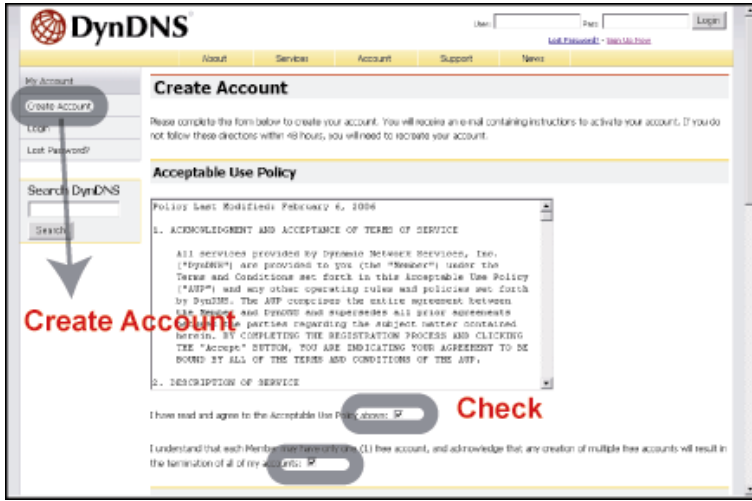 DynDNS
User: Pass: Login
Lost Password? - Sign Up Now
About Services Account Support News
My Account
Create Account
Login
Lost Password?
Search DynDNS
Search
Create Account
Create Account
Please complete the form below to create your account. You will receive an e-mail containing instructions to activate your account. If you do
not follow these directions within 48 hours, you will need to recreate your account.
Acceptable Use Policy
Policy Last Modified: February 6, 2006
1. ACKNOWLEDGMENT AND ACCEPTANCE OF TERMS OF SERVICE
All services provided by Dynamic Network Services, Inc.
("DynDNS") are provided to you (the "Member") under the
Terms and Conditions set forth in this Acceptable Use Policy
("AUP") and any other operating rules and policies set forth
by DynDNS. The AUP comprises the entire agreement between
the Member and DynDNS and supersedes all prior agreements
between the parties regarding the subject matter contained
herein. BY COMPLETING THE REGISTRATION PROCESS AND CLICKING
THE "Accept" BUTTON, YOU ARE INDICATING YOUR AGREEMENT TO BE
BOUND BY ALL OF THE TERMS AND CONDITIONS OF THE AUP.
2. DESCRIPTION OF SERVICE
I have read and agree to the Acceptable Use Policy above:
Check
I understand that each Member may have only one (1) free account, and acknowledge that any creation of multiple free accounts will result in
the termination of all of my accounts: